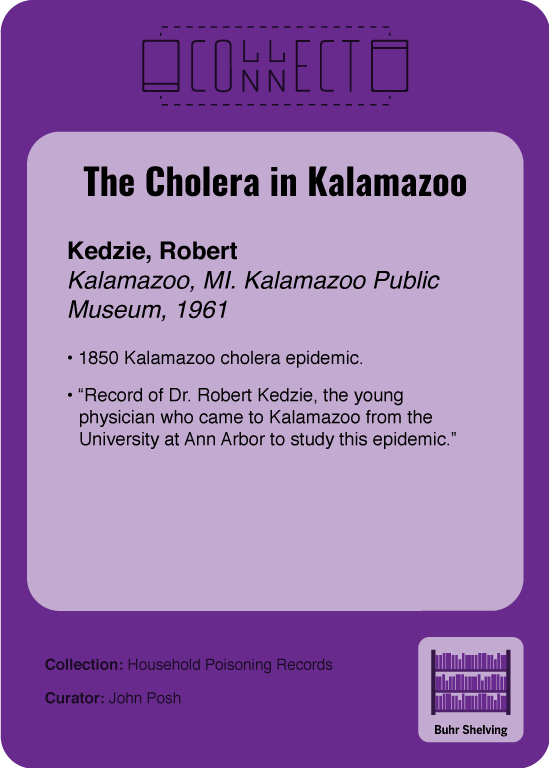 COLLECT
CONNECT
The Cholera in Kalamazoo
Kedzie, Robert
Kalamazoo, MI. Kalamazoo Public
Museum, 1961
• 1850 Kalamazoo cholera epidemic.
• “Record of Dr. Robert Kedzie, the young
physician who came to Kalamazoo from the
University at Ann Arbor to study this epidemic.”
Collection: Household Poisoning Records
Curator: John Posh
Buhr Shelving